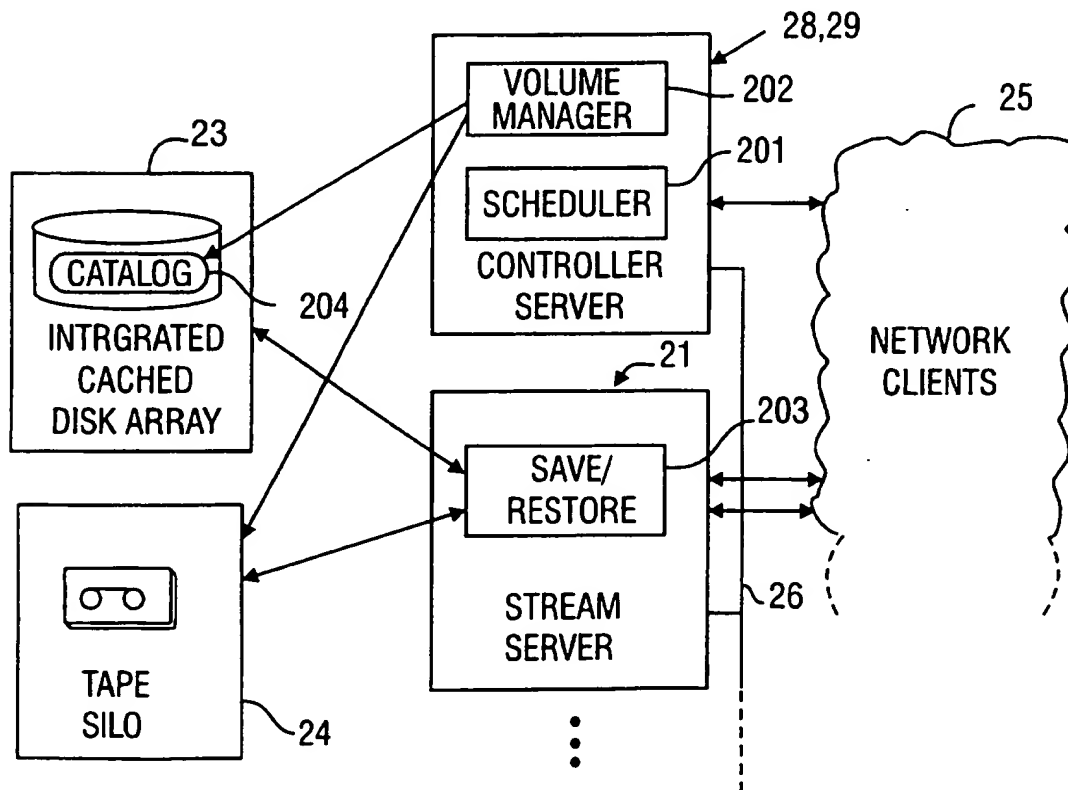 28,29
VOLUME
MANAGER
202
25
23
201
SCHEDULER
CATALOG
CONTROLLER
SERVER
204
INTRGRATED
CACHED
DISK ARRAY
NETWORK
CLIENTS
21
203
SAVE/
RESTORE
STREAM
SERVER
26
TAPE
SILO
24